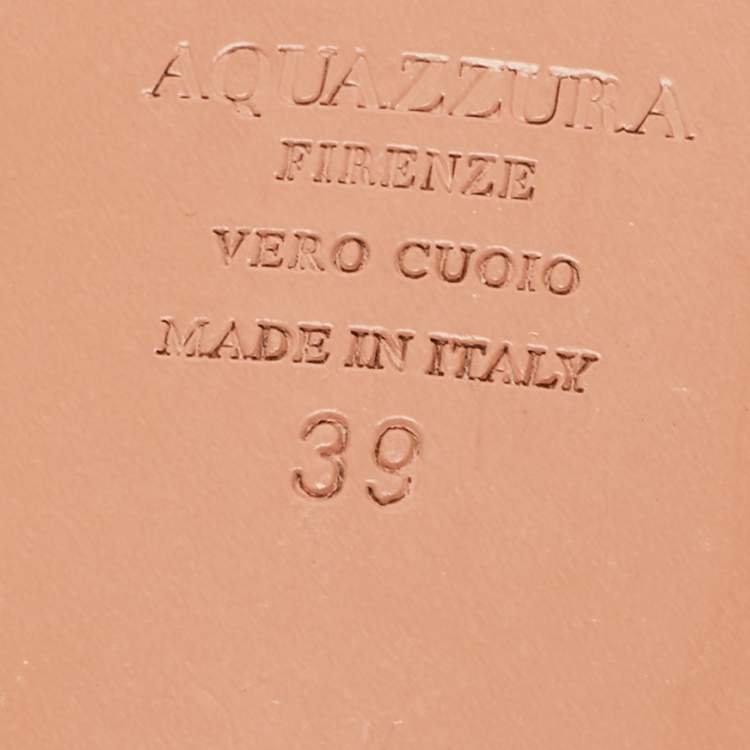 AQUAZZURA
FIRENZE
VERO CUOIO
MADE IN ITALY
39